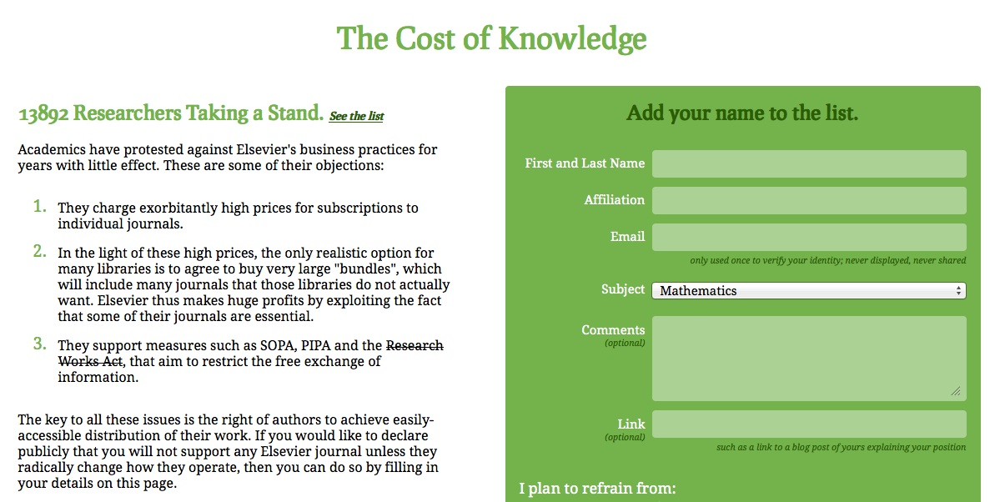 The Cost of Knowledge
13892 Researchers Taking a Stand. See the list
Academics have protested against Elsevier's business practices for
years with little effect. These are some of their objections:
1. They charge exorbitantly high prices for subscriptions to
individual journals.
2. In the light of these high prices, the only realistic option for
many libraries is to agree to buy very large "bundles", which
will include many journals that those libraries do not actually
want. Elsevier thus makes huge profits by exploiting the fact
that some of their journals are essential.
3. They support measures such as SOPA, PIPA and the Research
Works Act, that aim to restrict the free exchange of
information.
The key to all these issues is the right of authors to achieve easily-
accessible distribution of their work. If you would like to declare
publicly that you will not support any Elsevier journal unless they
radically change how they operate, then you can do so by filling in
your details on this page.
Add your name to the list.
First and Last Name
Affiliation
Email
only used once to verify your identity; never displayed, never shared
Subject Mathematics
Comments
(optional)
Link
(optional)
such as a link to a blog post of yours explaining your position
I plan to refrain from: